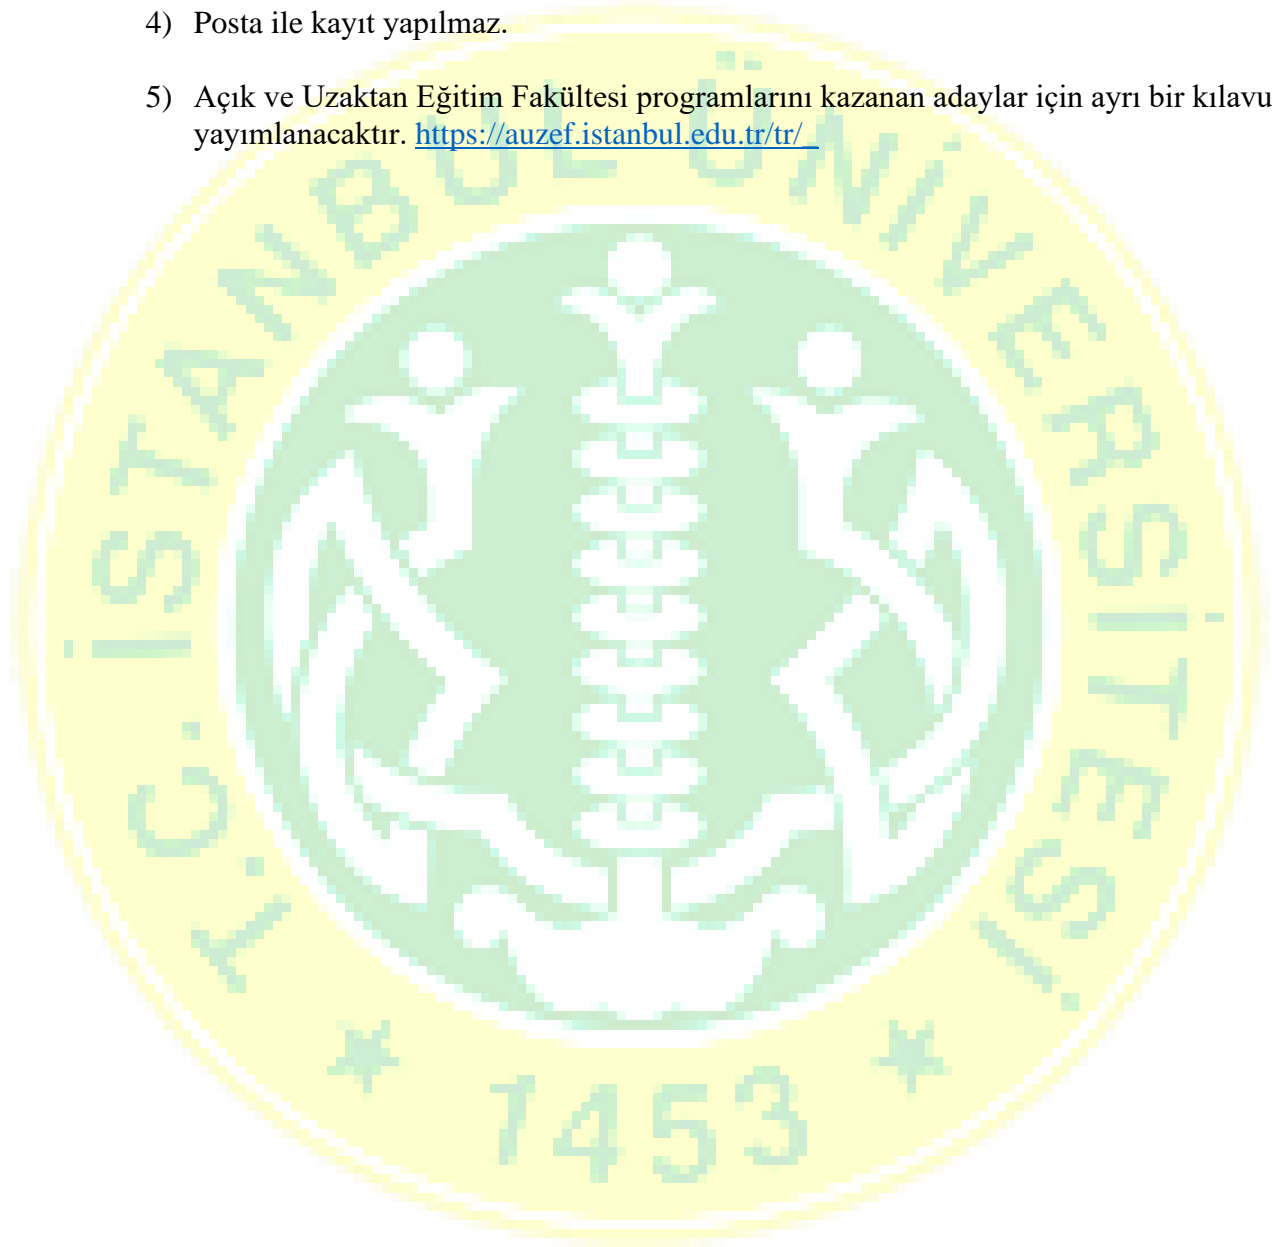 4) Posta ile kayıt yapılmaz.
5) Açık ve Uzaktan Eğitim Fakültesi programlarını kazanan adaylar için ayrı bir kılavu
yayımlanacaktır. https://auzef.istanbul.edu.tr/tr/_
T.C. İSTANBUL ÜNİVERSİTESİ
1453